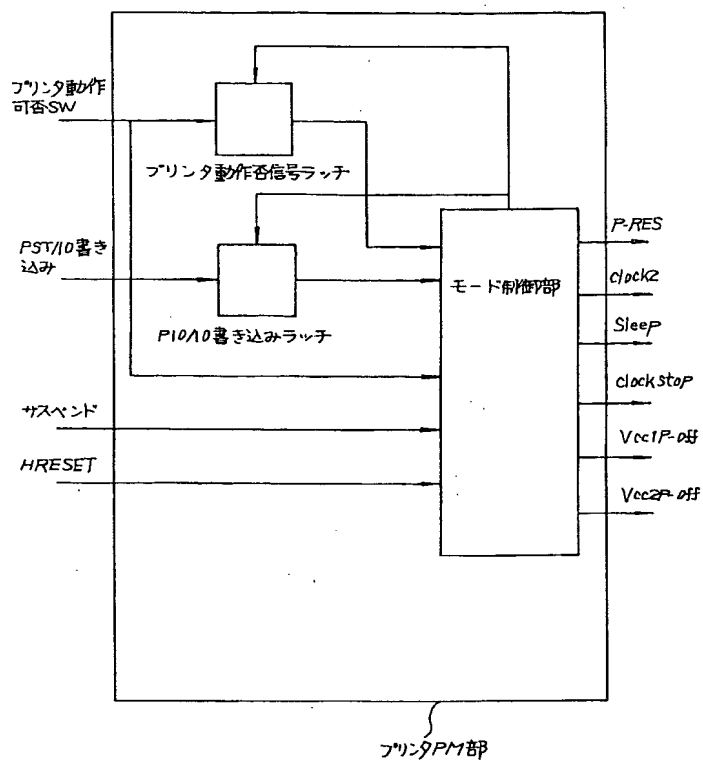 プリンタ動作
可否SW
プリンタ動作否信号ラッチ
PST/IO書き
込み
PIO/IO書き込みラッチ
モード制御部
サスペンド
HRESET
P-RES
clock2
Sleep
clockstop
Vcc1P-off
Vcc2P-off
プリンタPM部